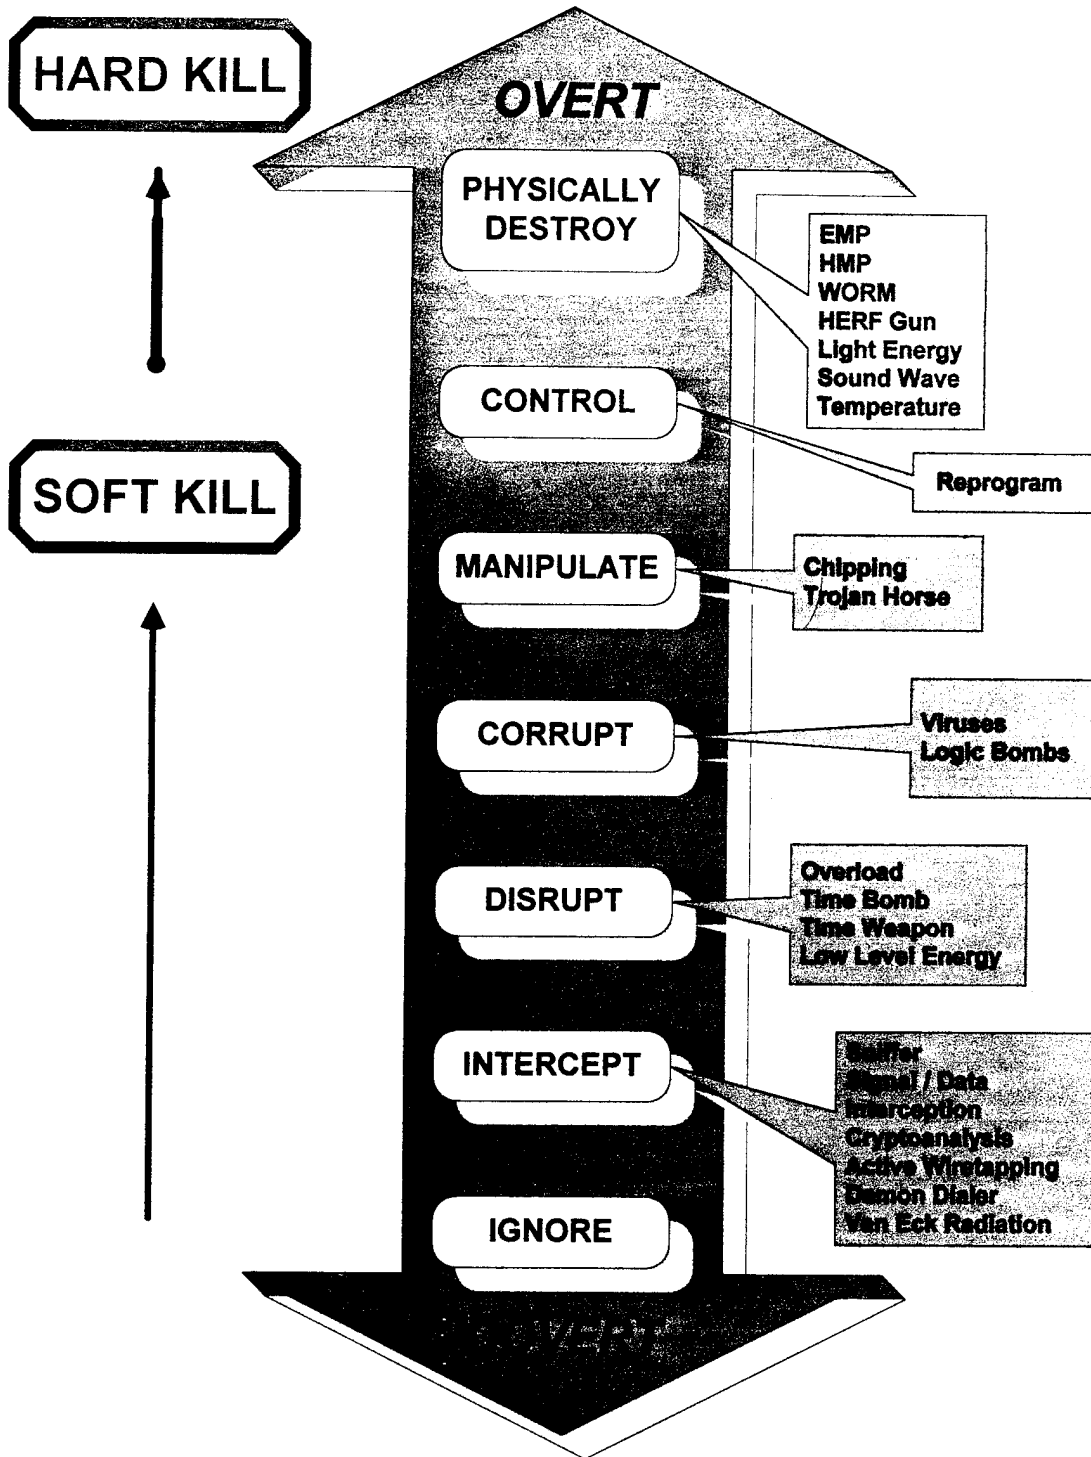 HARD KILL
OVERT
PHYSICALLY
DESTROY
EMP
HMP
WORM
HERF Gun
Light Energy
Sound Wave
Temperature
CONTROL
Reprogram
SOFT KILL
MANIPULATE
Chipping
Trojan Horse
CORRUPT
Viruses
Logic Bombs
DISRUPT
Overload
Time Bomb
Time Weapon
Low Level Energy
INTERCEPT
Sniffer
Signal / Data
Interception
Cryptoanalysis
Active Wiretapping
Demon Dialer
Van Eck Radiation
IGNORE
COVERT